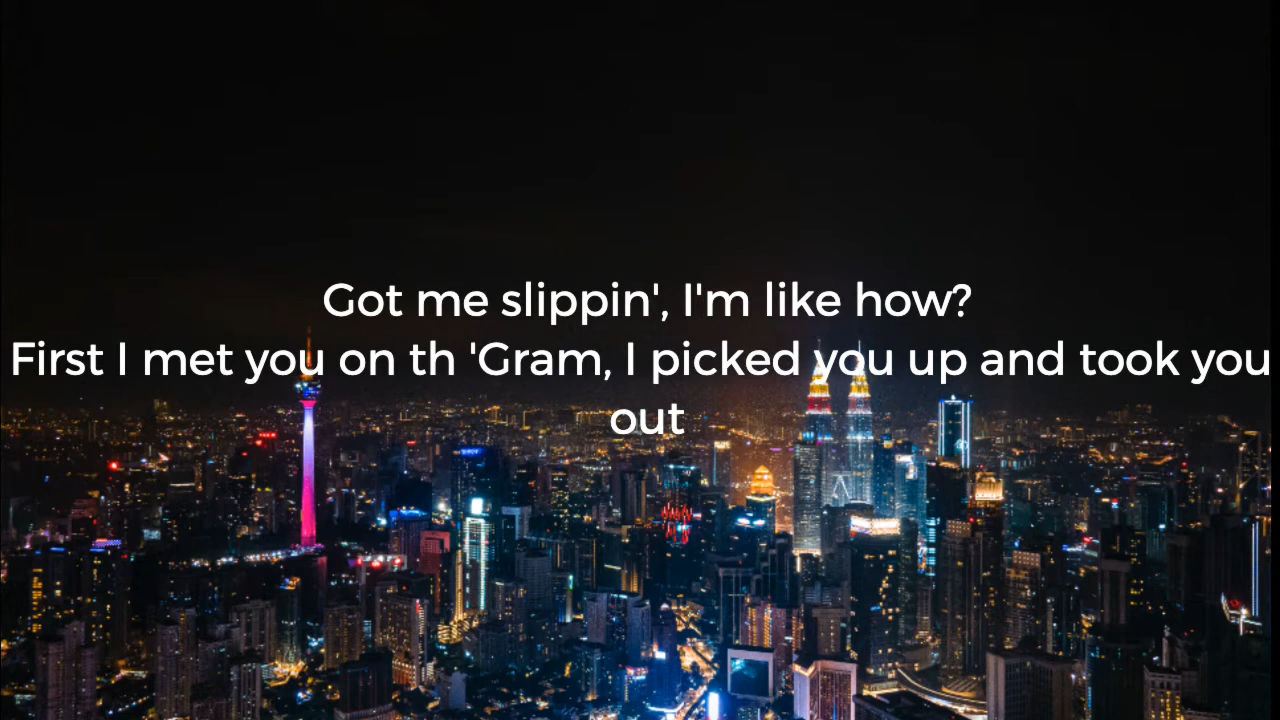 Got me slippin', I'm like how?
First I met you on th 'Gram, I picked you up and took you
out